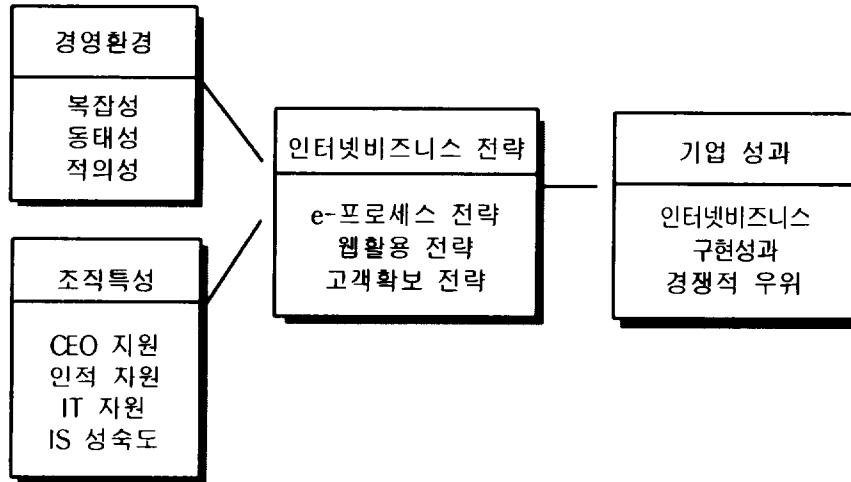 경영환경
복잡성
동태성
적의성
조직특성
CEO 지원
인적 자원
IT 자원
IS 성숙도
인터넷비즈니스 전략
e-프로세스 전략
웹활용 전략
고객확보 전략
기업 성과
인터넷비즈니스
구현성과
경쟁적 우위